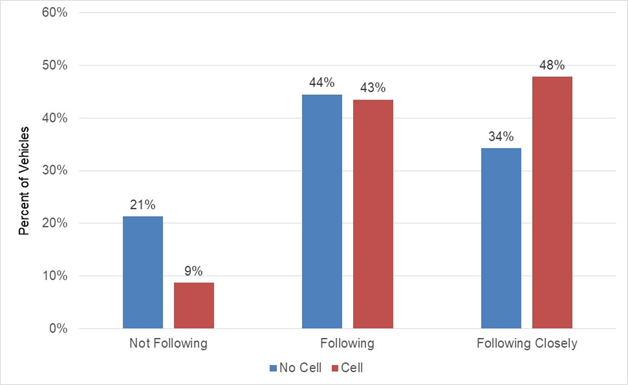 60%
50%
40%
30%
20%
10%
0%
Percent of Vehicles
21%
9%
44%
43%
34%
48%
Not Following
Following
Following Closely
No Cell Cell